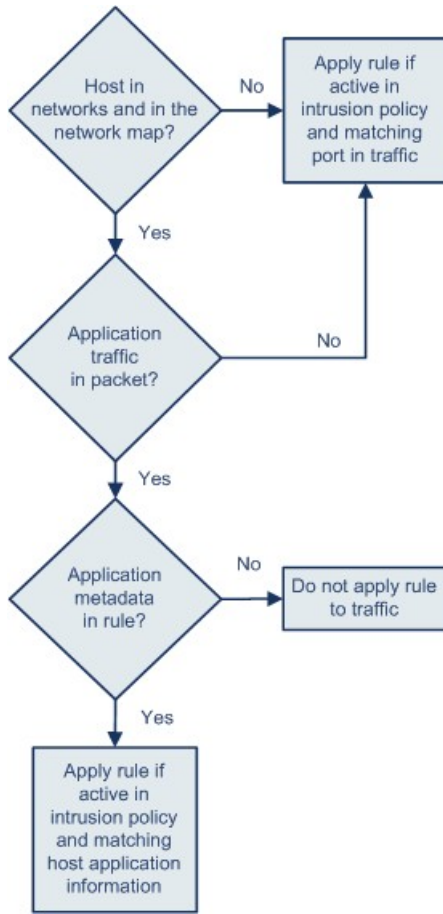 Host in
networks and in the
network map?
No
Apply rule if
active in
intrusion policy
and matching
port in traffic
Yes
Application
traffic
in packet?
No
Yes
Application
metadata
in rule?
No
Do not apply rule
to traffic
Yes
Apply rule if
active in
intrusion policy
and matching
host application
information